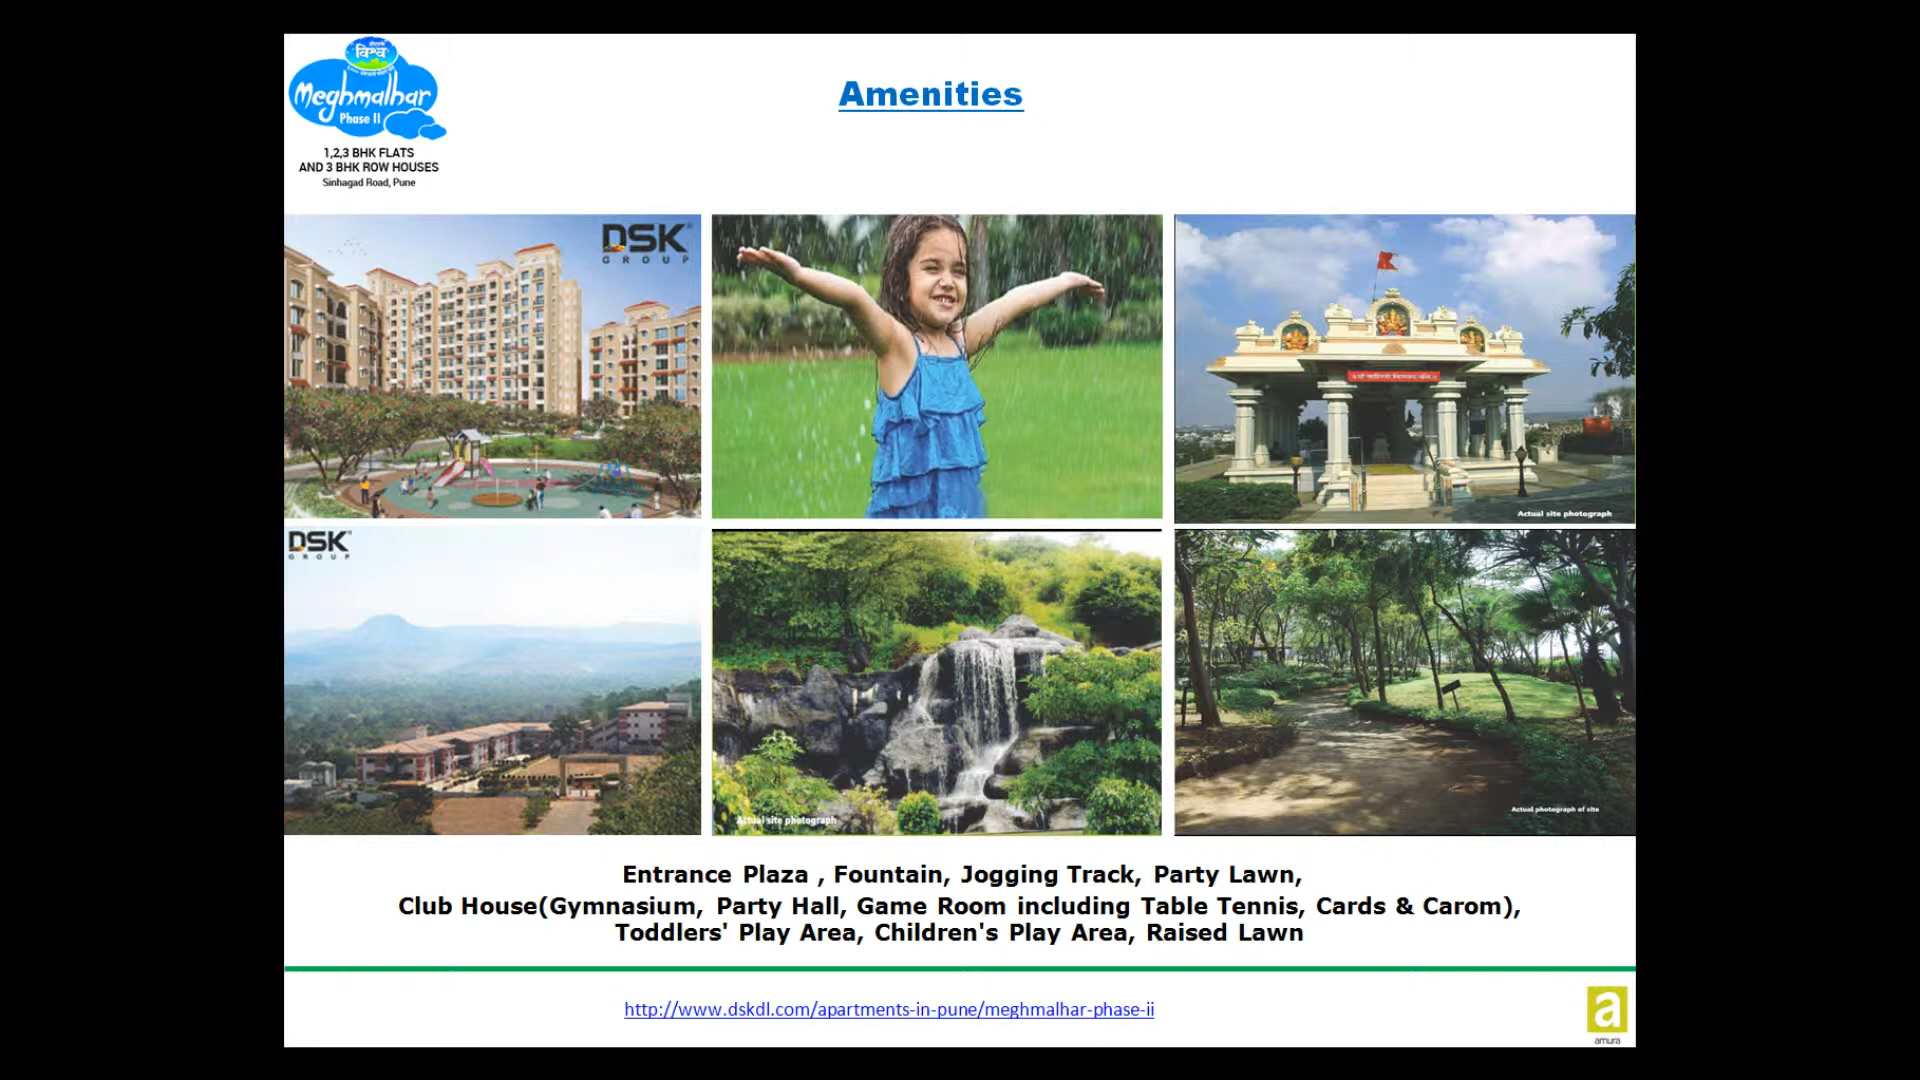 विश्व
Meghmalhar
Phase II
1,2,3 BHK FLATS
AND 3 BHK ROW HOUSES
Sinhagad Road, Pune
Amenities
DSK
GROUP
Actual site photograph
DSK
GROUP
Actual site photograph
Actual photograph of site
Entrance Plaza , Fountain, Jogging Track, Party Lawn,
Club House(Gymnasium, Party Hall, Game Room including Table Tennis, Cards & Carom),
Toddlers' Play Area, Children's Play Area, Raised Lawn
http://www.dskdl.com/apartments-in-pune/meghmalhar-phase-ii
a
amura